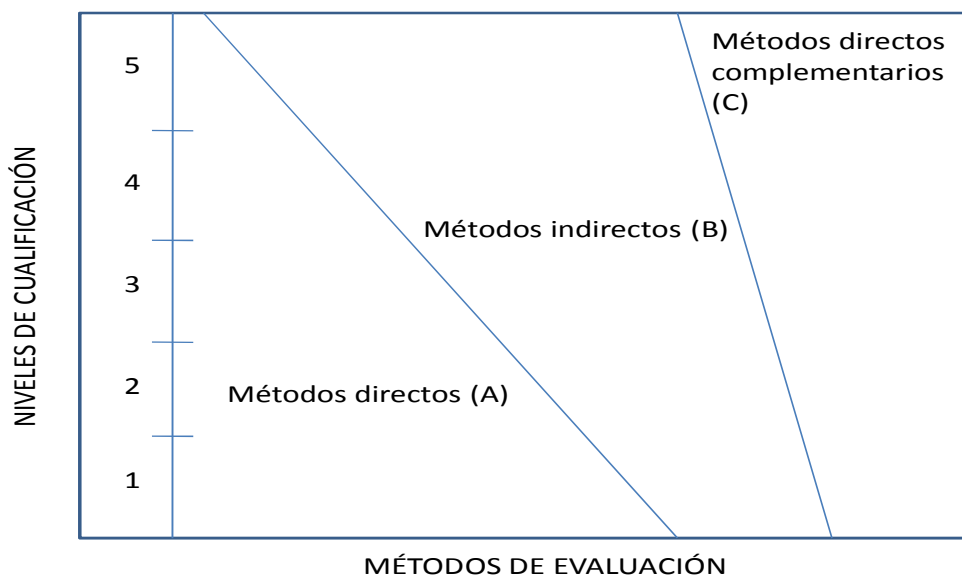 Métodos directos
complementarios
(C)
5
4
3
2
1
NIVELES DE CUALIFICACIÓN
Métodos indirectos (B)
Métodos directos (A)
MÉTODOS DE EVALUACIÓN